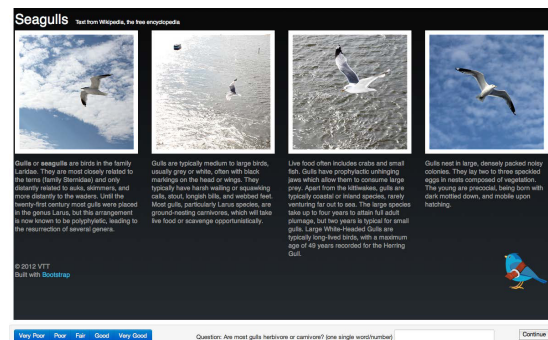 Seagulls Text from Wikipedia, the free encyclopedia
Gulls or seagulls are birds in the family
Laridae. They are most closely related to
the terns (family Sternidae) and only
distantly related to auks, skimmers, and
more distantly to the waders. Until the
twenty-first century most gulls were placed
in the genus Larus, but this arrangement
is now known to be polyphyletic, leading to
the resurrection of several genera.
Gulls are typically medium to large birds,
usually grey or white, often with black
markings on the head or wings. They
typically have harsh wailing or squawking
calls, stout, longish bills, and webbed feet.
Most gulls, particularly Larus species, are
ground-nesting carnivores, which will take
live food or scavenge opportunistically.
Live food often includes crabs and small
fish. Gulls have prophylactic unhinging
jaws which allow them to consume large
prey. Apart from the kittiwakes, gulls are
typically coastal or inland species, rarely
venturing far out to sea. The large species
take up to four years to attain full adult
plumage, but two years is typical for small
gulls. Large White-Headed Gulls are
typically long-lived birds, with a maximum
age of 49 years recorded for the Herring
Gull.
Gulls nest in large, densely packed noisy
colonies. They lay two to three speckled
eggs in nests composed of vegetation.
The young are precocial, being born with
dark mottled down, and mobile upon
hatching.
© 2012 VTT
Built with Bootstrap
Very Poor Poor Fair Good Very Good
Question: Are most gulls herbivore or carnivore? (one single word/number)
Continue